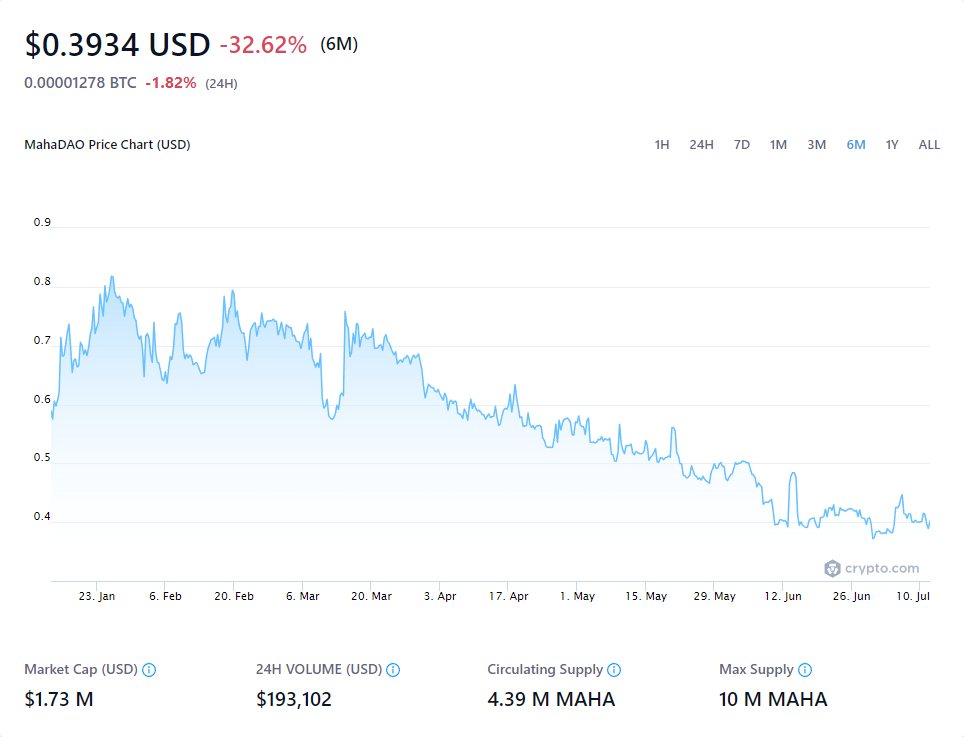 $0.3934 USD -32.62% (6M)
0.00001278 BTC -1.82% (24H)
MahaDAO Price Chart (USD) 1H 24H 7D 1M 3M 6M 1Y ALL
0.9
0.8
0.7
0.6
0.5
0.4
crypto.com
23. Jan 6. Feb 20. Feb 6. Mar 20. Mar 3. Apr 17. Apr 1. May 15. May 29. May 12. Jun 26. Jun 10. Jul
Market Cap (USD) 24H VOLUME (USD) Circulating Supply Max Supply
$1.73 M $193,102 4.39 M MAHA 10 M MAHA